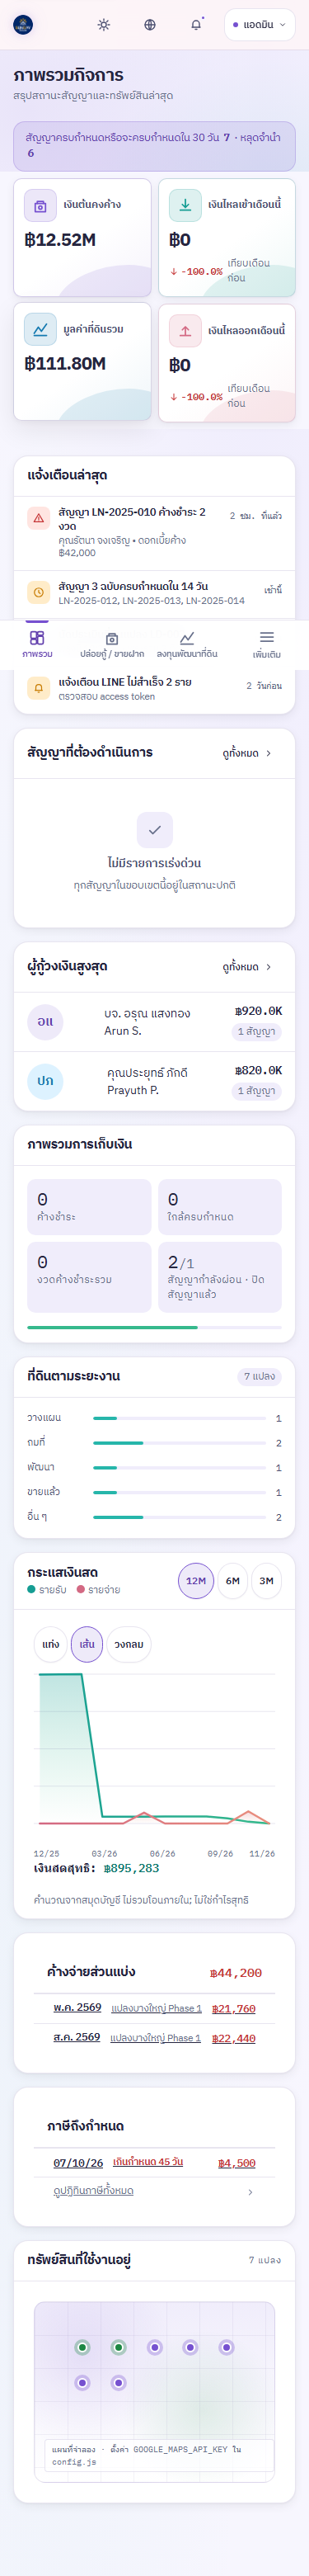 แอดมิน
ภาพรวมกิจการ
สรุปสถานะสัญญาและทรัพย์สินล่าสุด
สัญญาครบกำหนดหรือจะครบกำหนดใน 30 วัน 7 · หลุดจำนำ
6
เงินต้นคงค้าง
฿12.52M
เงินไหลเข้าเดือนนี้
฿0
↓ -100.0% เทียบเดือน
ก่อน
มูลค่าที่ดินรวม
฿111.80M
เงินไหลออกเดือนนี้
฿0
↓ -100.0% เทียบเดือน
ก่อน
แจ้งเตือนล่าสุด
สัญญา LN-2025-010 ค้างชำระ 2
งวด
2 ชม. ที่แล้ว
คุณรัตนา จงเจริญ • ดอกเบี้ยค้าง
฿42,000
สัญญา 3 ฉบับครบกำหนดใน 14 วัน
เช้านี้
LN-2025-012, LN-2025-013, LN-2025-014
ภาพรวม
ปล่อยกู้ / ขายฝาก
ลงทุนพัฒนาที่ดิน
เพิ่มเติม
แจ้งเตือน LINE ไม่สำเร็จ 2 ราย
2 วันก่อน
ตรวจสอบ access token
สัญญาที่ต้องดำเนินการ
ดูทั้งหมด ›
ไม่มีรายการเร่งด่วน
ทุกสัญญาในขอบเขตนี้อยู่ในสถานะปกติ
ผู้กู้วงเงินสูงสุด
ดูทั้งหมด ›
อแ
บจ. อรุณ แสงทอง
Arun S.
฿920.0K
1 สัญญา
ปภ
คุณประยุทธ์ ภักดี
Prayuth P.
฿820.0K
1 สัญญา
ภาพรวมการเก็บเงิน
0
ค้างชำระ
0
ใกล้ครบกำหนด
0
งวดค้างชำระรวม
2/1
สัญญากำลังผ่อน · ปิด
สัญญาแล้ว
ที่ดินตามระยะงาน
7 แปลง
วางแผน 1
ถมที่ 2
พัฒนา 1
ขายแล้ว 1
อื่น ๆ 2
กระแสเงินสด
รายรับ รายจ่าย
12M 6M 3M
แท่ง เส้น วงกลม
12/25 03/26 06/26 09/26 11/26
เงินสดสุทธิ: ฿895,283
คำนวณจากสมุดบัญชี ไม่รวมโอนภายใน; ไม่ใช่กำไรสุทธิ
ค้างจ่ายส่วนแบ่ง ฿44,200
พ.ค. 2569 แปลงบางใหญ่ Phase 1 ฿21,760
ส.ค. 2569 แปลงบางใหญ่ Phase 1 ฿22,440
ภาษีถึงกำหนด
07/10/26 เกินกำหนด 45 วัน ฿4,500
ดูปฏิทินภาษีทั้งหมด ›
ทรัพย์สินที่ใช้งานอยู่ 7 แปลง
แผนที่จำลอง · ตั้งค่า GOOGLE_MAPS_API_KEY ใน
config.js